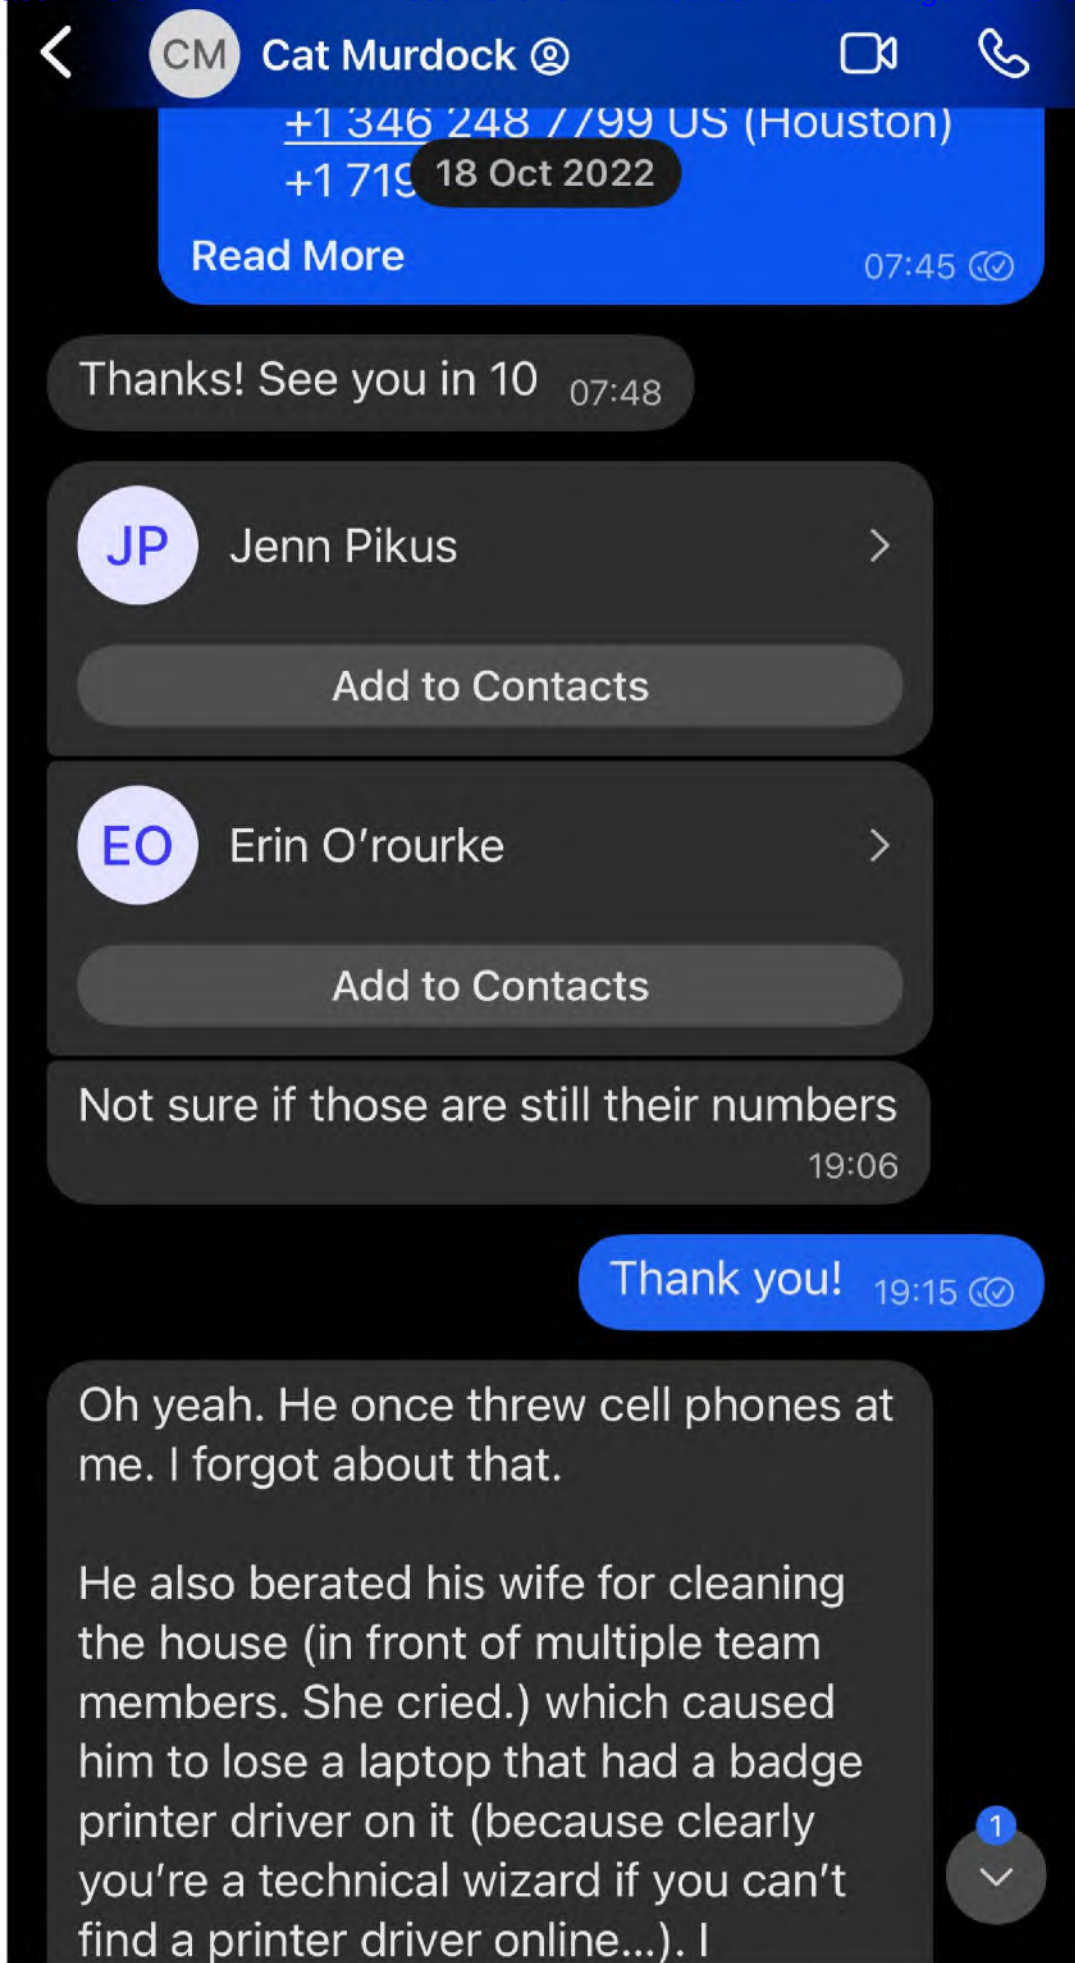 CM Cat Murdock
+1 346 248 7799 US (Houston)
+1 719
18 Oct 2022
Read More
07:45
Thanks! See you in 10 07:48
JP Jenn Pikus
Add to Contacts
EO Erin O’rourke
Add to Contacts
Not sure if those are still their numbers
19:06
Thank you! 19:15
Oh yeah. He once threw cell phones at
me. I forgot about that.
He also berated his wife for cleaning
the house (in front of multiple team
members. She cried.) which caused
him to lose a laptop that had a badge
printer driver on it (because clearly
you’re a technical wizard if you can’t
find a printer driver online...). I
1